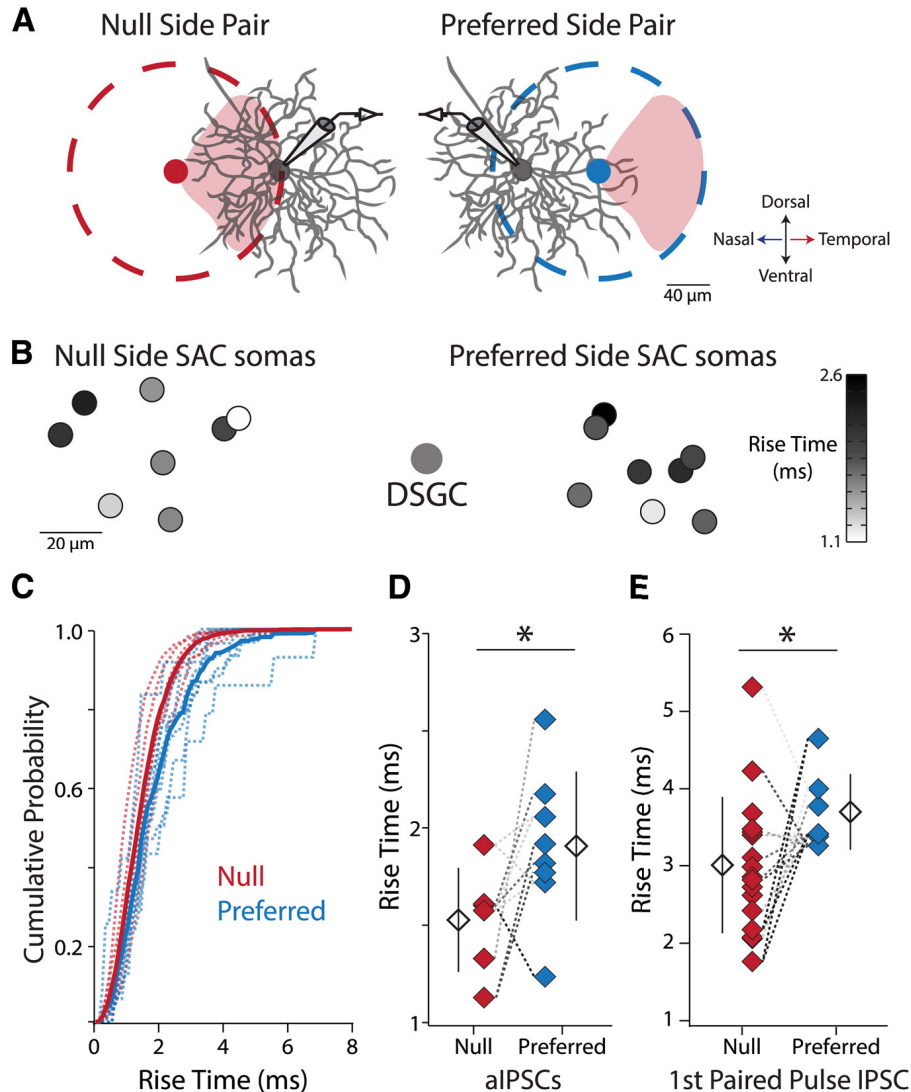 A
Null Side Pair
Preferred Side Pair
Dorsal
Nasal
Temporal
Ventral
40 µm
B
Null Side SAC somas
Preferred Side SAC somas
2.6
Rise Time
(ms)
1.1
DSGC
20 µm
C
1.0
0.6
0.2
Cumulative Probability
Null
Preferred
0 2 4 6 8
Rise Time (ms)
D
*
3
2
1
Rise Time (ms)
Null Preferred
aIPSCs
E
*
6
5
4
3
2
1
Rise Time (ms)
Null Preferred
1st Paired Pulse IPSC